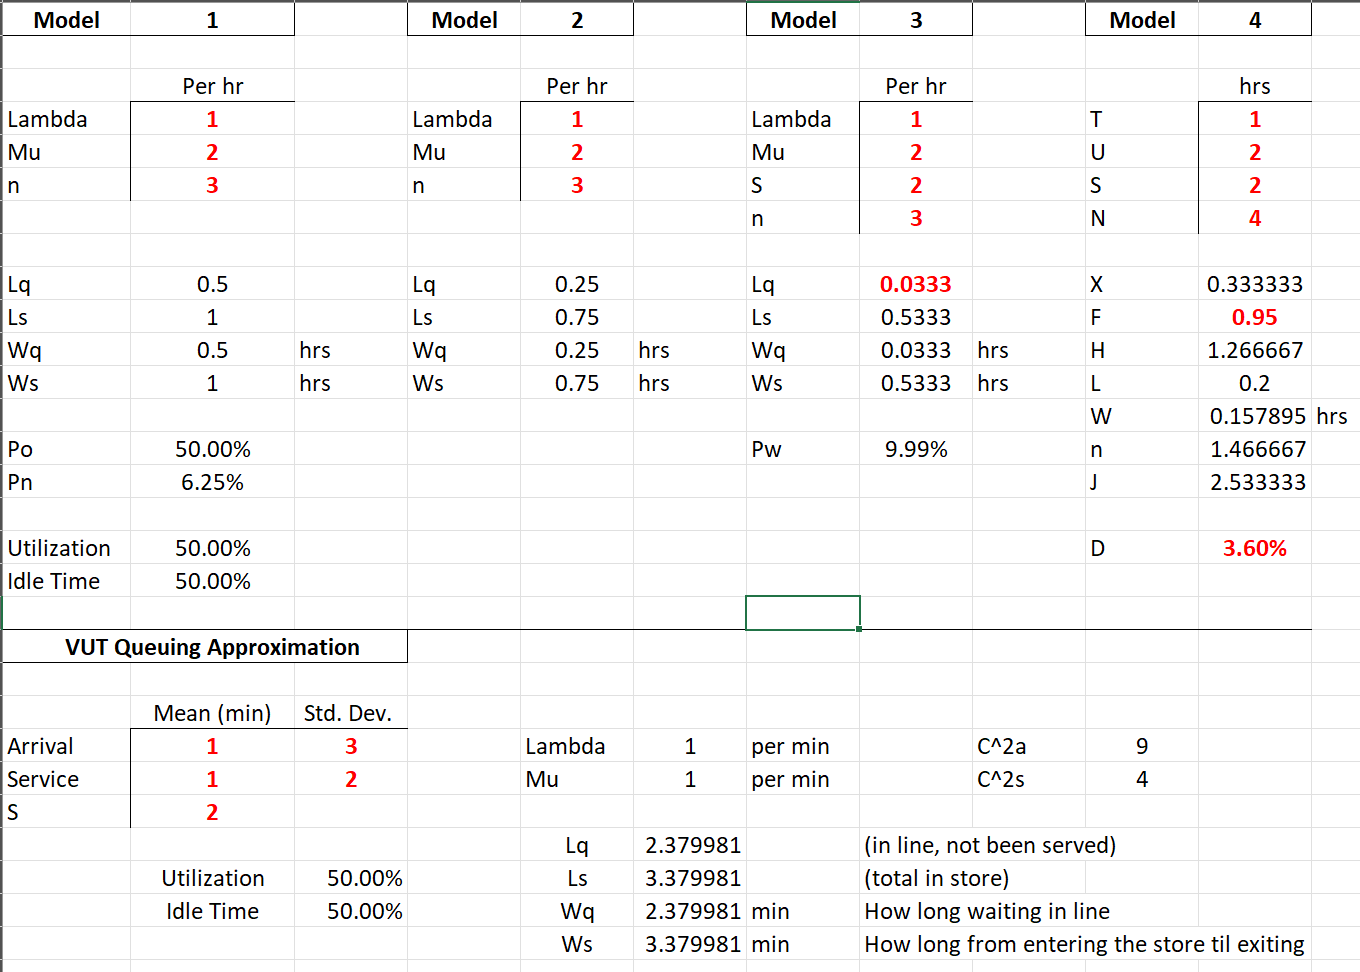 Model 1 Model 2 Model 3 Model 4
Per hr Per hr Per hr hrs
Lambda 1 Lambda 1 Lambda 1 T 1
Mu 2 Mu 2 Mu 2 U 2
n 3 n 3 S 2 S 2
n 3 N 4
Lq 0.5 Lq 0.25 Lq 0.0333 X 0.333333
Ls 1 Ls 0.75 Ls 0.5333 F 0.95
Wq 0.5 hrs Wq 0.25 hrs Wq 0.0333 hrs H 1.266667
Ws 1 hrs Ws 0.75 hrs Ws 0.5333 hrs L 0.2
W 0.157895 hrs
Po 50.00% Pw 9.99% n 1.466667
Pn 6.25% J 2.533333
Utilization 50.00% D 3.60%
Idle Time 50.00%
VUT Queuing Approximation
Mean (min) Std. Dev.
Arrival 1 3 Lambda 1 per min C^2a 9
Service 1 2 Mu 1 per min C^2s 4
S 2
Lq 2.379981 (in line, not been served)
Utilization 50.00% Ls 3.379981 (total in store)
Idle Time 50.00% Wq 2.379981 min How long waiting in line
Ws 3.379981 min How long from entering the store til exiting